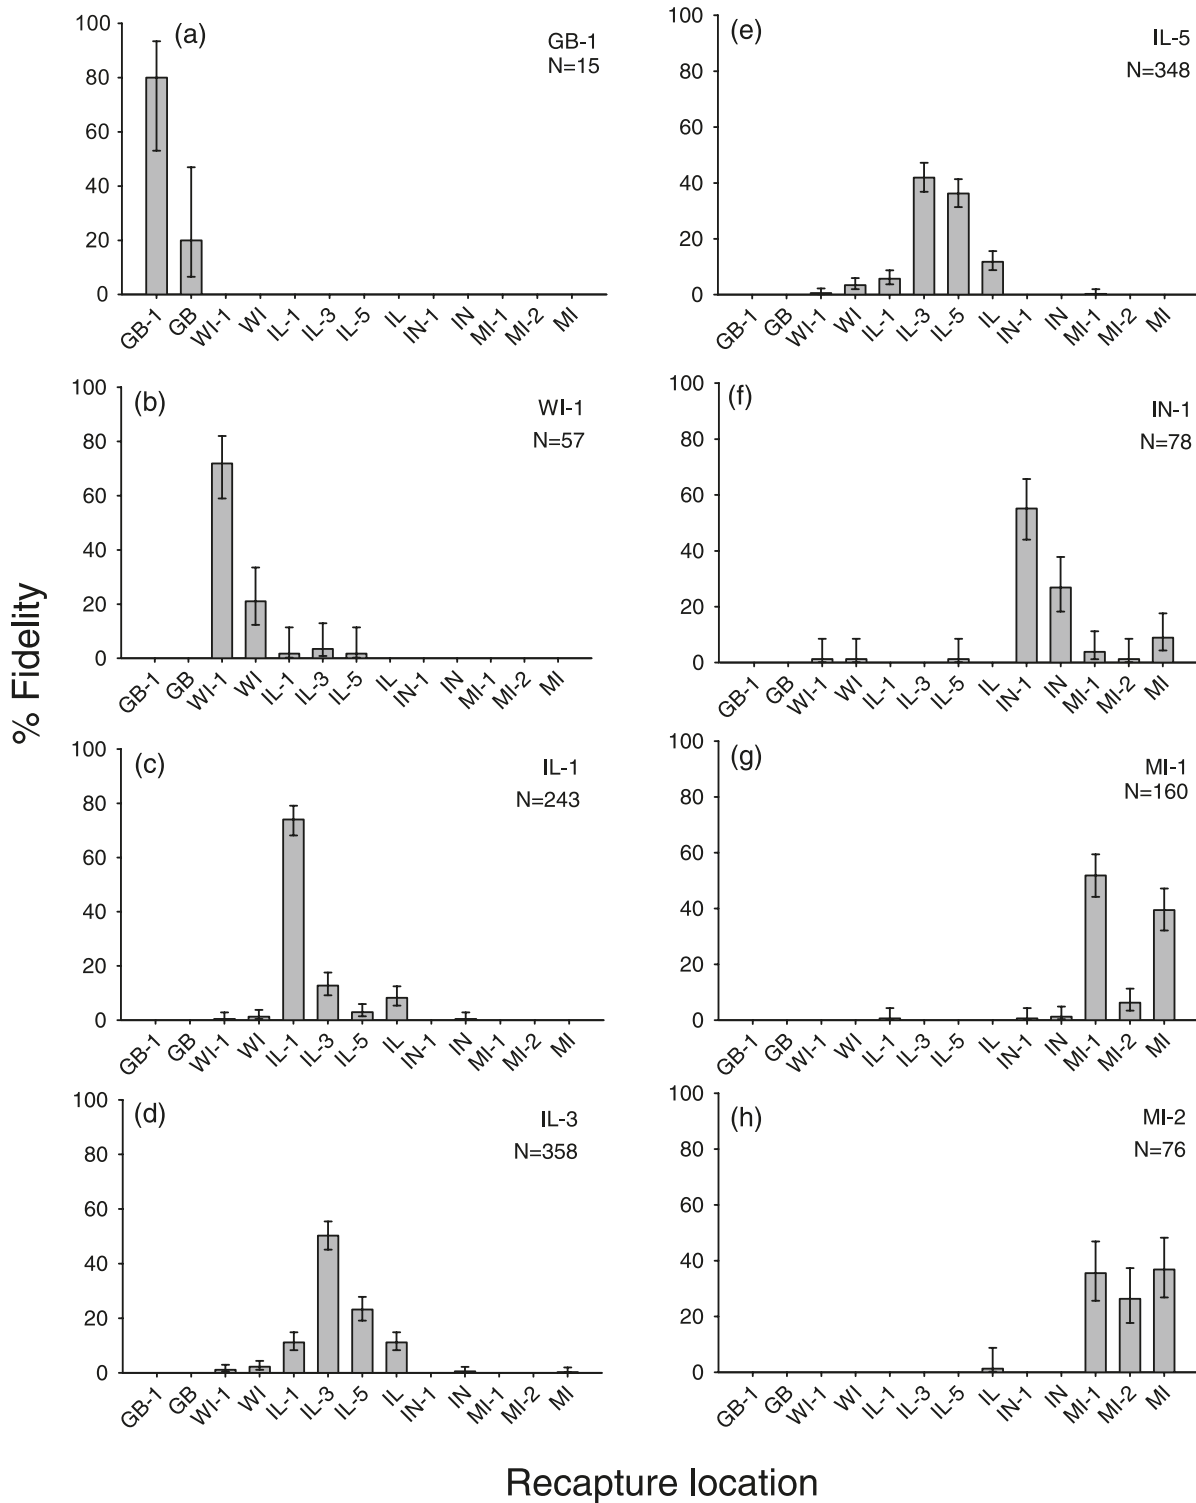 % Fidelity
(a)
GB-1
N=15
100
80
60
40
20
0
GB-1 GB WI-1 WI IL-1 IL-3 IL-5 IL IN-1 IN MI-1 MI-2 MI
(b)
WI-1
N=57
100
80
60
40
20
0
GB-1 GB WI-1 WI IL-1 IL-3 IL-5 IL IN-1 IN MI-1 MI-2 MI
(c)
IL-1
N=243
100
80
60
40
20
0
GB-1 GB WI-1 WI IL-1 IL-3 IL-5 IL IN-1 IN MI-1 MI-2 MI
(d)
IL-3
N=358
100
80
60
40
20
0
GB-1 GB WI-1 WI IL-1 IL-3 IL-5 IL IN-1 IN MI-1 MI-2 MI
(e)
IL-5
N=348
100
80
60
40
20
0
GB-1 GB WI-1 WI IL-1 IL-3 IL-5 IL IN-1 IN MI-1 MI-2 MI
(f)
IN-1
N=78
100
80
60
40
20
0
GB-1 GB WI-1 WI IL-1 IL-3 IL-5 IL IN-1 IN MI-1 MI-2 MI
(g)
MI-1
N=160
100
80
60
40
20
0
GB-1 GB WI-1 WI IL-1 IL-3 IL-5 IL IN-1 IN MI-1 MI-2 MI
(h)
MI-2
N=76
100
80
60
40
20
0
GB-1 GB WI-1 WI IL-1 IL-3 IL-5 IL IN-1 IN MI-1 MI-2 MI
Recapture location